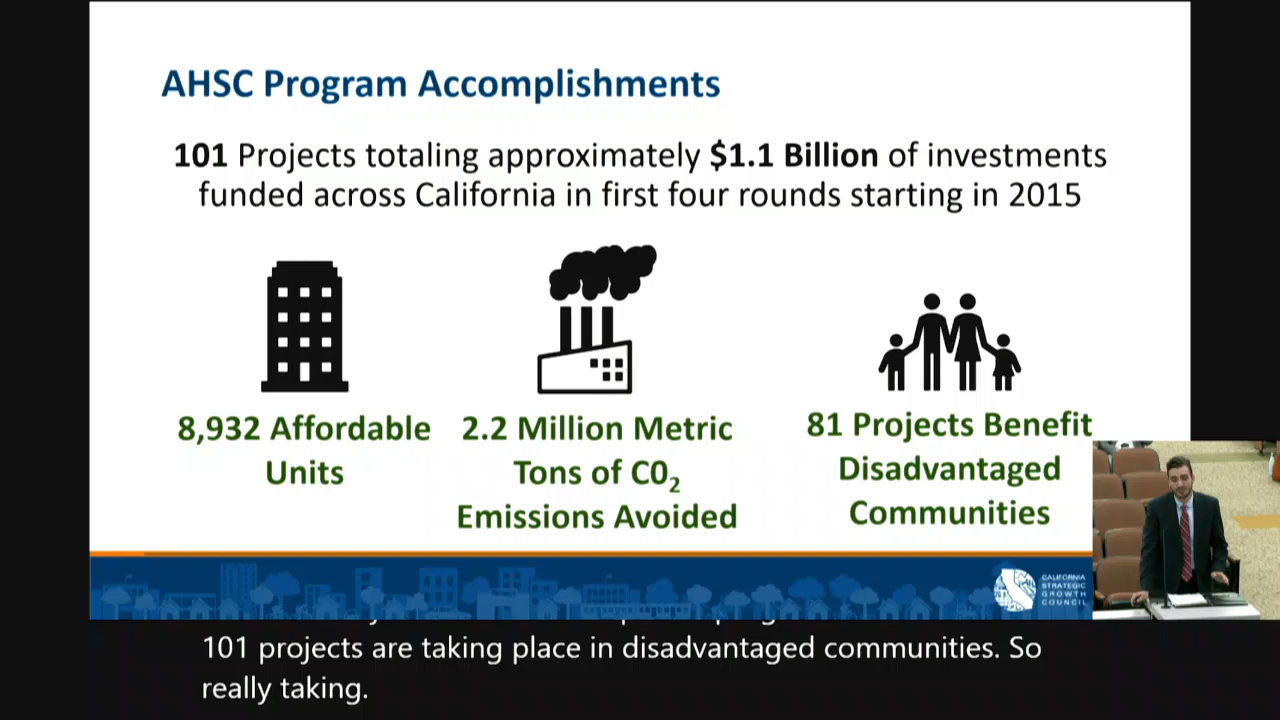 AHSC Program Accomplishments
101 Projects totaling approximately $1.1 Billion of investments
funded across California in first four rounds starting in 2015
8,932 Affordable
Units
2.2 Million Metric
Tons of C0₂
Emissions Avoided
81 Projects Benefit
Disadvantaged
Communities
CALIFORNIA
STRATEGIC
GROWTH
COUNCIL
101 projects are taking place in disadvantaged communities. So
really taking.